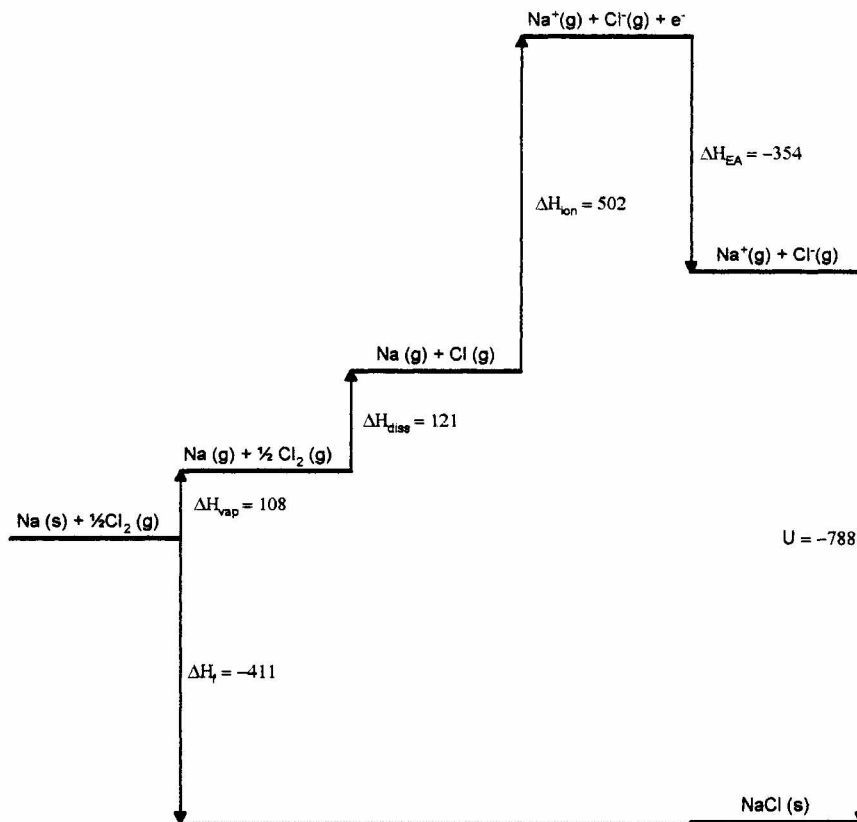 Na⁺(g) + Cl⁻(g) + e⁻
ΔH_EA = −354
ΔH_ion = 502
Na⁺(g) + Cl⁻(g)
Na (g) + Cl (g)
ΔH_diss = 121
Na (g) + ½ Cl₂ (g)
ΔH_vap = 108
Na (s) + ½Cl₂ (g)
U = −788
ΔH_f = −411
NaCl (s)